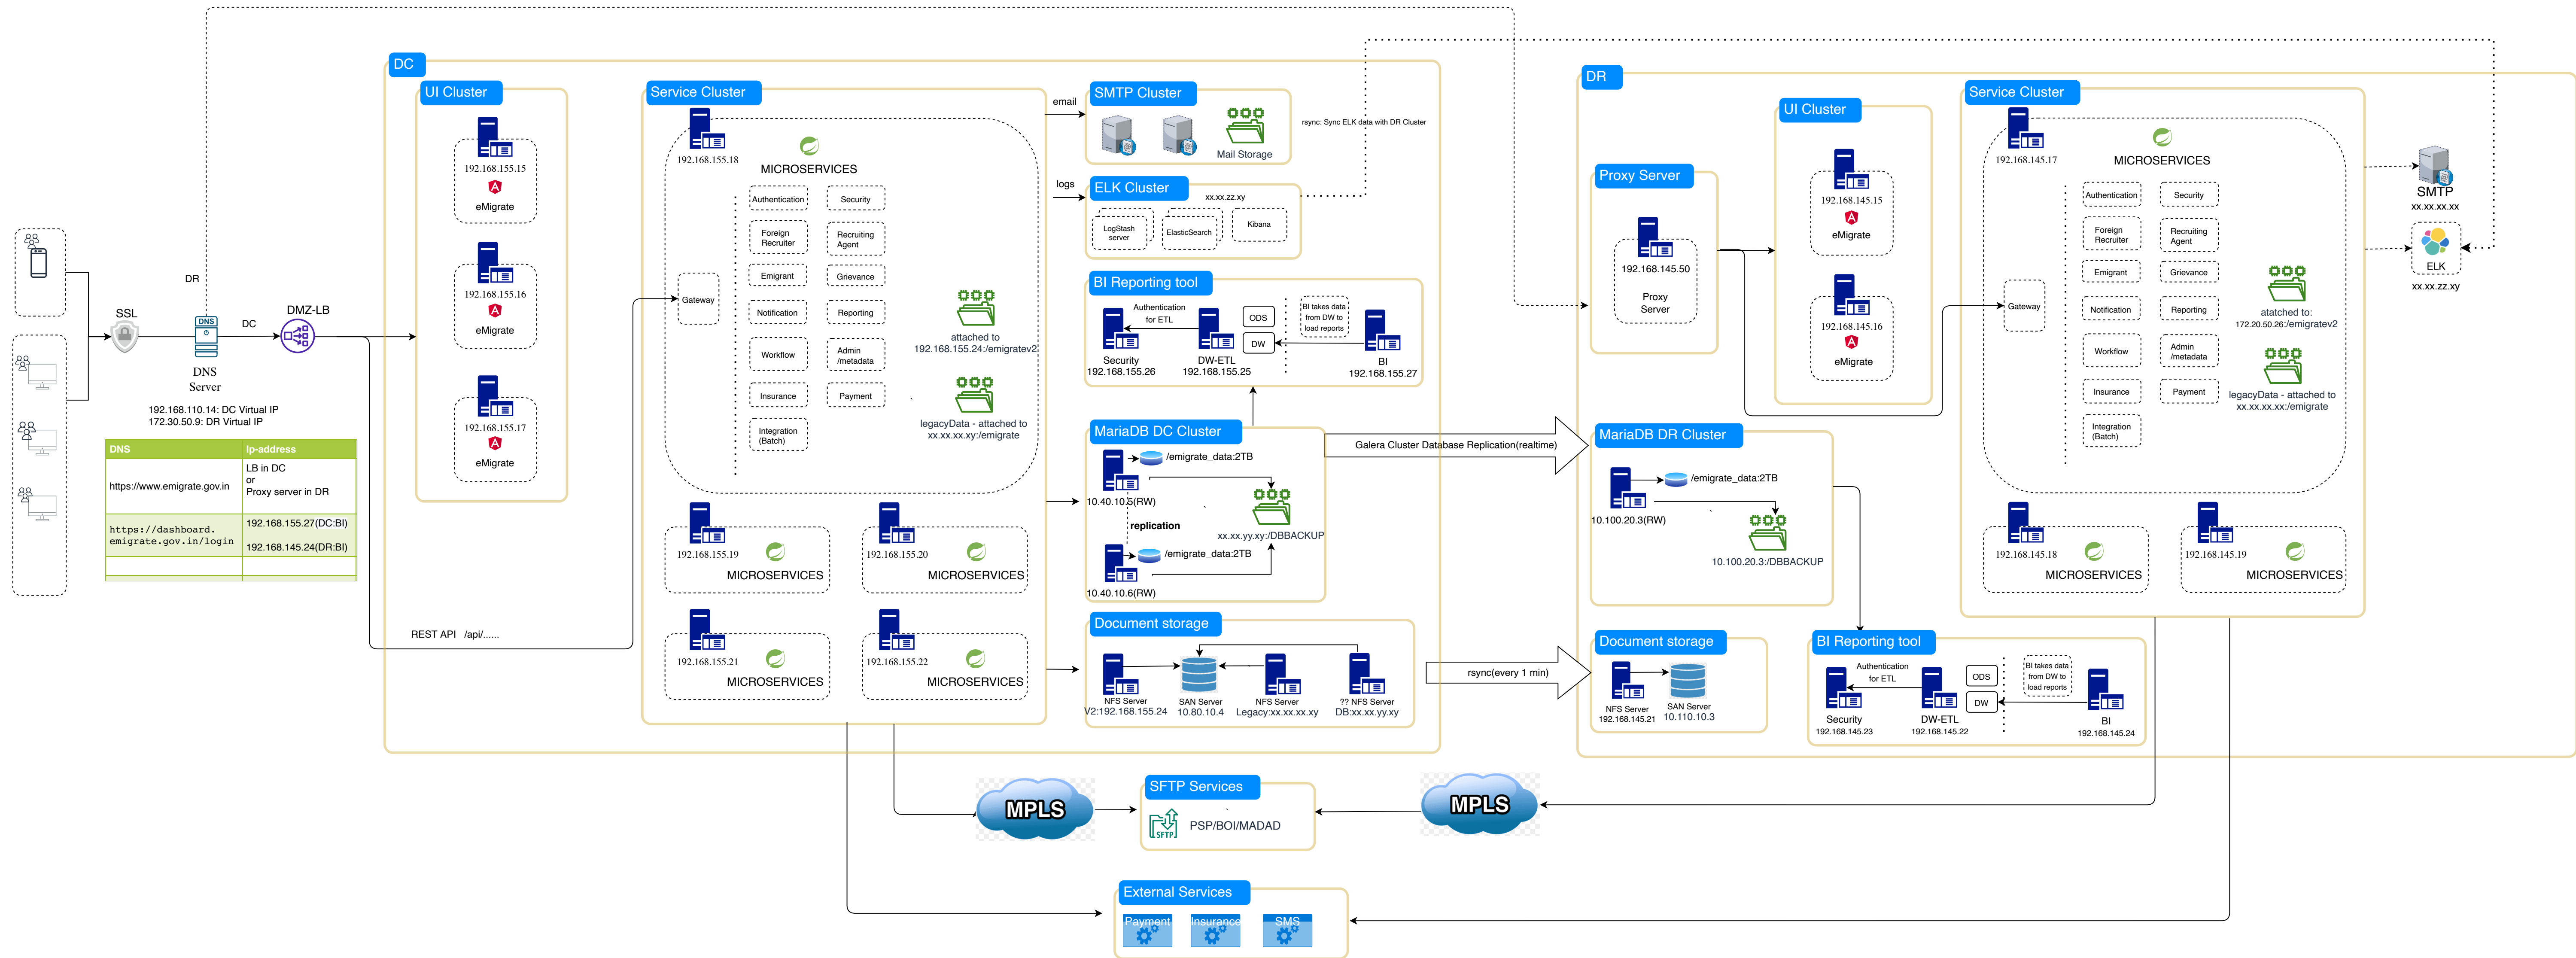 SSL
DNS
DNS
Server
DR
DC
DMZ-LB
192.168.110.14: DC Virtual IP
172.30.50.9: DR Virtual IP
DNS
Ip-address
https://www.emigrate.gov.in
LB in DC
or
Proxy server in DR
https://dashboard.
emigrate.gov.in/login
192.168.155.27(DC:BI)
192.168.145.24(DR:BI)
REST API /api/......
DC
UI Cluster
192.168.155.15
A
eMigrate
192.168.155.16
A
eMigrate
192.168.155.17
A
eMigrate
Service Cluster
192.168.155.18
MICROSERVICES
Gateway
Authentication
Security
Foreign
Recruiter
Recruiting
Agent
Emigrant
Grievance
Notification
Reporting
Workflow
Admin
/metadata
Insurance
Payment
Integration
(Batch)
attached to
192.168.155.24:/emigratev2
legacyData - attached to
xx.xx.xx.xy:/emigrate
192.168.155.19
MICROSERVICES
192.168.155.20
MICROSERVICES
192.168.155.21
MICROSERVICES
192.168.155.22
MICROSERVICES
email
logs
SMTP Cluster
Mail Storage
rsync: Sync ELK data with DR Cluster
ELK Cluster
xx.xx.zz.xy
LogStash
server
ElasticSearch
Kibana
BI Reporting tool
Authentication
for ETL
ODS
DW
BI takes data
from DW to
load reports
Security
192.168.155.26
DW-ETL
192.168.155.25
BI
192.168.155.27
MariaDB DC Cluster
/emigrate_data:2TB
10.40.10.5(RW)
replication
xx.xx.yy.xy:/DBBACKUP
/emigrate_data:2TB
10.40.10.6(RW)
Galera Cluster Database Replication(realtime)
Document storage
NFS Server
V2:192.168.155.24
SAN Server
10.80.10.4
NFS Server
Legacy:xx.xx.xx.xy
?? NFS Server
DB:xx.xx.yy.xy
rsync(every 1 min)
DR
Proxy Server
192.168.145.50
Proxy
Server
UI Cluster
192.168.145.15
A
eMigrate
192.168.145.16
A
eMigrate
Service Cluster
192.168.145.17
MICROSERVICES
Gateway
Authentication
Security
Foreign
Recruiter
Recruiting
Agent
Emigrant
Grievance
Notification
Reporting
Workflow
Admin
/metadata
Insurance
Payment
Integration
(Batch)
atatched to:
172.20.50.26:/emigratev2
legacyData - attached to
xx.xx.xx.xx:/emigrate
192.168.145.18
MICROSERVICES
192.168.145.19
MICROSERVICES
SMTP
xx.xx.xx.xx
ELK
xx.xx.zz.xy
MariaDB DR Cluster
/emigrate_data:2TB
10.100.20.3(RW)
10.100.20.3:/DBBACKUP
Document storage
NFS Server
192.168.145.21
SAN Server
10.110.10.3
BI Reporting tool
Authentication
for ETL
ODS
DW
BI takes data
from DW to
load reports
Security
192.168.145.23
DW-ETL
192.168.145.22
BI
192.168.145.24
MPLS
SFTP Services
SFTP
PSP/BOI/MADAD
MPLS
External Services
Payment
Insurance
SMS